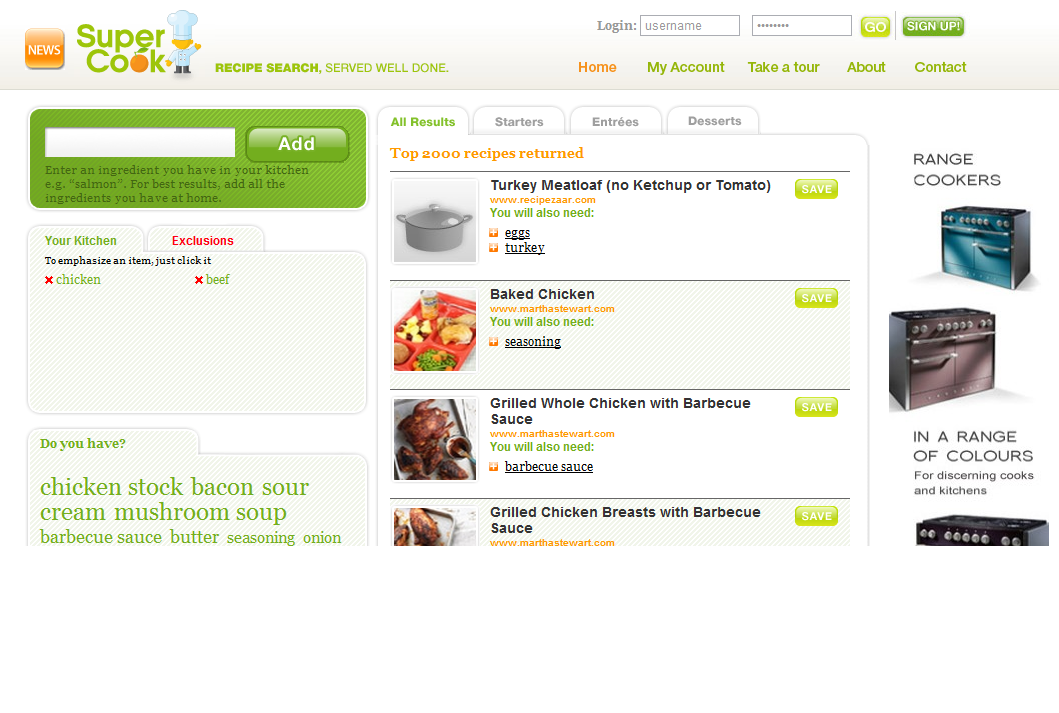 NEWS
Super
Cook
RECIPE SEARCH, SERVED WELL DONE.
Login: username •••••••• GO SIGN UP!
Home My Account Take a tour About Contact
Add
Enter an ingredient you have in your kitchen
e.g. “salmon”. For best results, add all the
ingredients you have at home.
Your Kitchen Exclusions
To emphasize an item, just click it
chicken beef
Do you have?
chicken stock bacon sour
cream mushroom soup
barbecue sauce butter seasoning onion
All Results Starters Entrées Desserts
Top 2000 recipes returned
Turkey Meatloaf (no Ketchup or Tomato) SAVE
www.recipezaar.com
You will also need:
eggs
turkey
Baked Chicken SAVE
www.marthastewart.com
You will also need:
seasoning
Grilled Whole Chicken with Barbecue SAVE
Sauce
www.marthastewart.com
You will also need:
barbecue sauce
Grilled Chicken Breasts with Barbecue SAVE
Sauce
www.marthastewart.com
RANGE
COOKERS
IN A RANGE
OF COLOURS
For discerning cooks
and kitchens